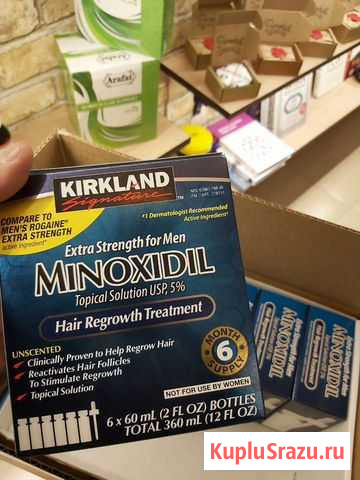 Arafat
KIRKLAND
Signature™
COMPARE TO
MEN'S ROGAINE®
EXTRA STRENGTH
active ingredient*
#1 Dermatologist Recommended
Active Ingredient†
Extra Strength for Men
MINOXIDIL
Topical Solution USP, 5%
Hair Regrowth Treatment
UNSCENTED
• Clinically Proven to Help Regrow Hair
• Reactivates Hair Follicles
To Stimulate Regrowth
• Topical Solution
6
MONTH
SUPPLY
NOT FOR USE BY WOMEN
6 x 60 mL (2 FL OZ) BOTTLES
TOTAL 360 mL (12 FL OZ)
MINOXIDIL
MINOXIDIL
KupluSrazu.ru